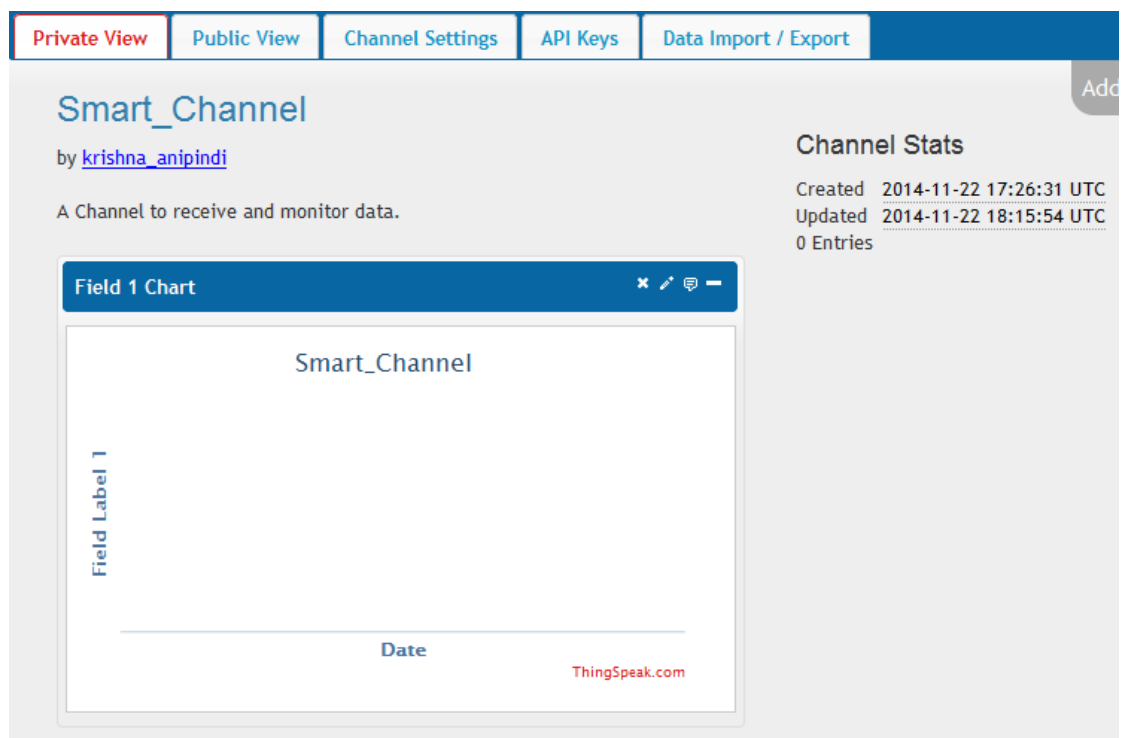 Private View
Public View
Channel Settings
API Keys
Data Import / Export
Add
Smart_Channel
by krishna_anipindi
A Channel to receive and monitor data.
Channel Stats
Created 2014-11-22 17:26:31 UTC
Updated 2014-11-22 18:15:54 UTC
0 Entries
Field 1 Chart
Smart_Channel
Field Label 1
Date
ThingSpeak.com